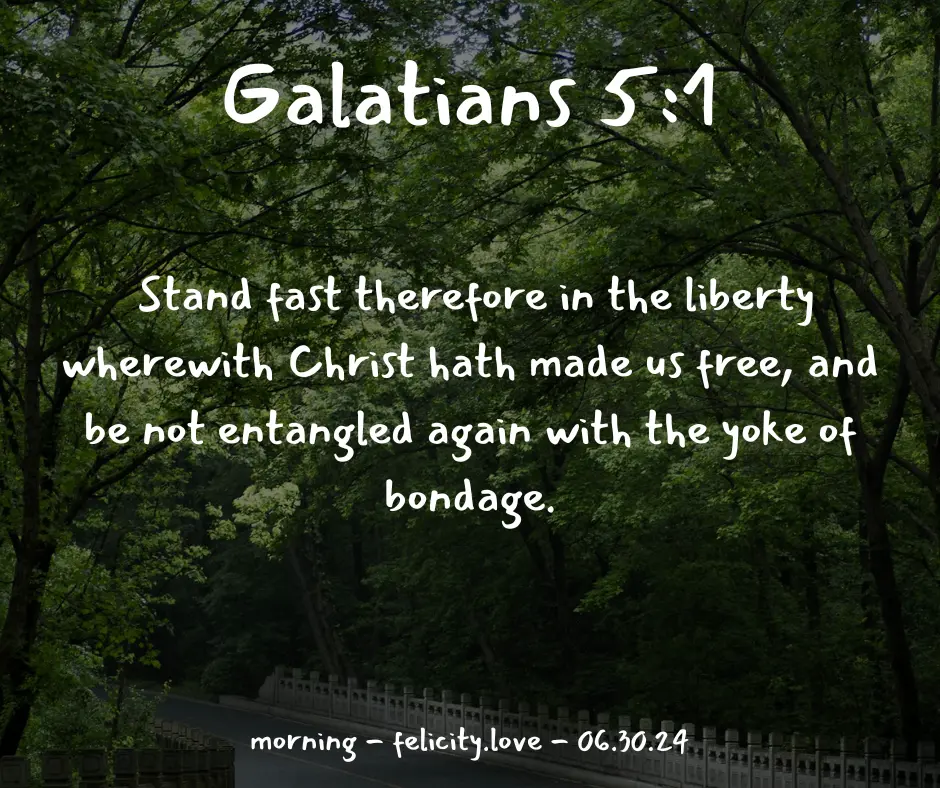 Galatians 5:1
Stand fast therefore in the liberty
wherewith Christ hath made us free, and
be not entangled again with the yoke of
bondage.
morning - felicity.love - 06.30.24